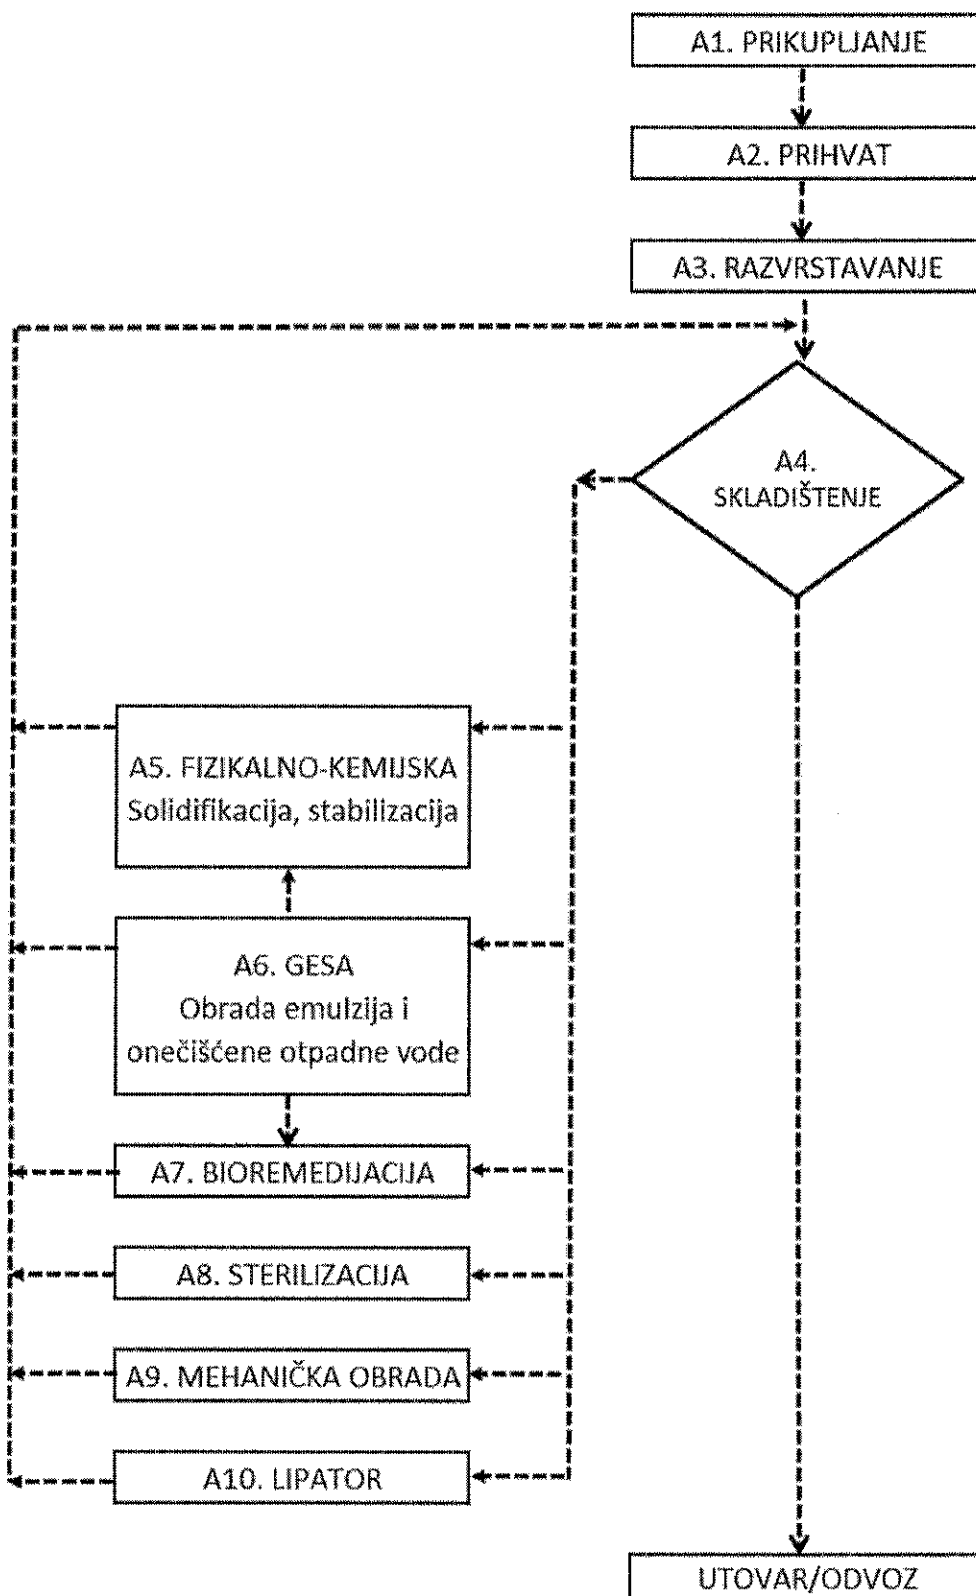 A1. PRIKUPLJANJE
A2. PRIHVAT
A3. RAZVRSTAVANJE
A4.
SKLADIŠTENJE
A5. FIZIKALNO-KEMIJSKA
Solidifikacija, stabilizacija
A6. GESA
Obrada emulzija i
onečišćene otpadne vode
A7. BIOREMEDIJACIJA
A8. STERILIZACIJA
A9. MEHANIČKA OBRADA
A10. LIPATOR
UTOVAR/ODVOZ